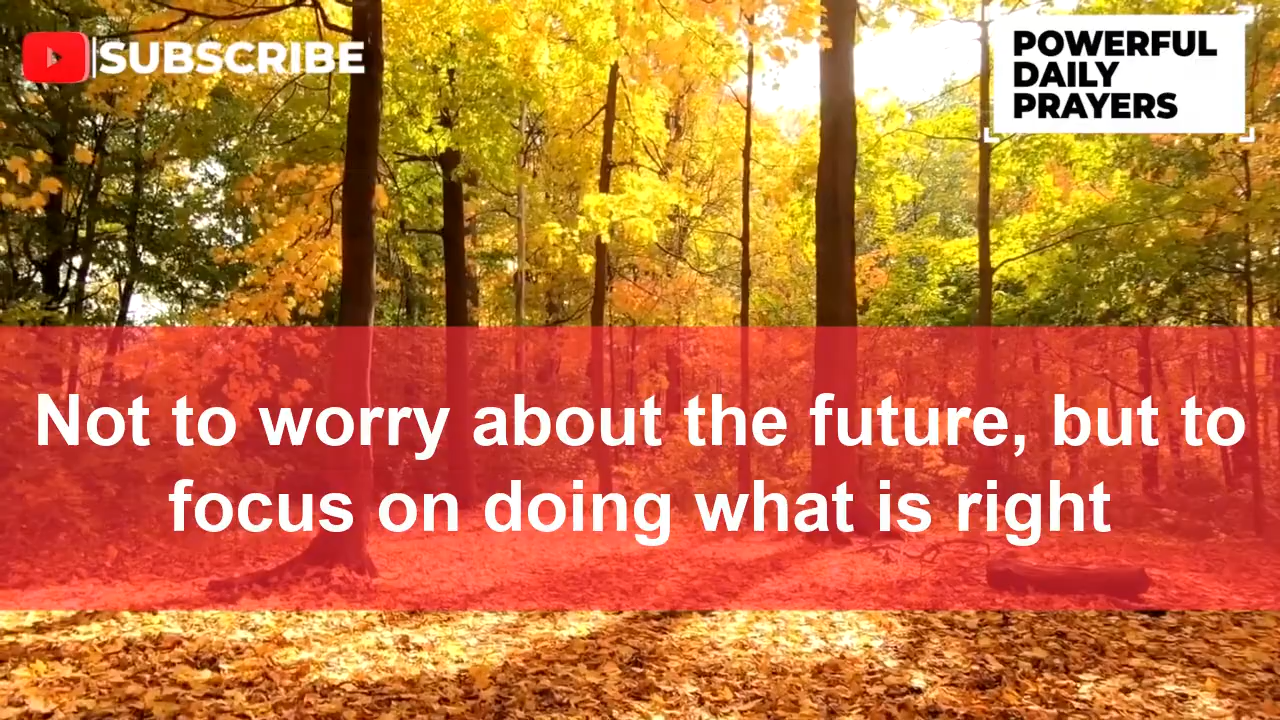 SUBSCRIBE
POWERFUL
DAILY
PRAYERS
Not to worry about the future, but to
focus on doing what is right